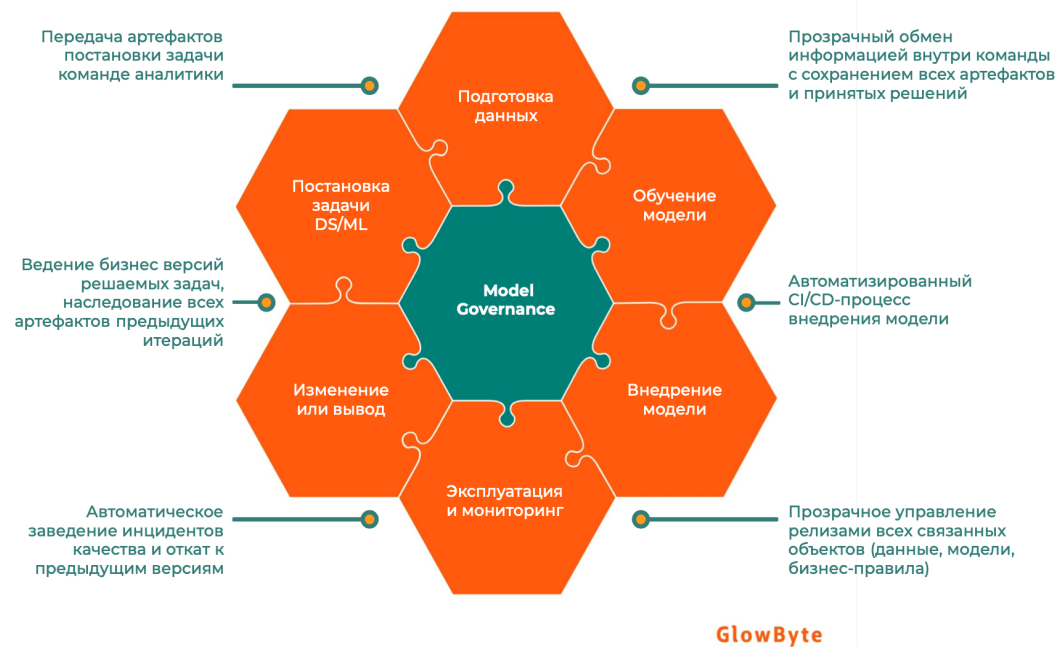 Передача артефактов
постановки задачи
команде аналитики
Прозрачный обмен
информацией внутри команды
с сохранением всех артефактов
и принятых решений
Подготовка
данных
Постановка
задачи
DS/ML
Обучение
модели
Ведение бизнес версий
решаемых задач,
наследование всех
артефактов предыдущих
итераций
Model
Governance
Автоматизированный
CI/CD-процесс
внедрения модели
Изменение
или вывод
Внедрение
модели
Эксплуатация
и мониторинг
Автоматическое
заведение инцидентов
качества и откат к
предыдущим версиям
Прозрачное управление
релизами всех связанных
объектов (данные, модели,
бизнес-правила)
GlowByte